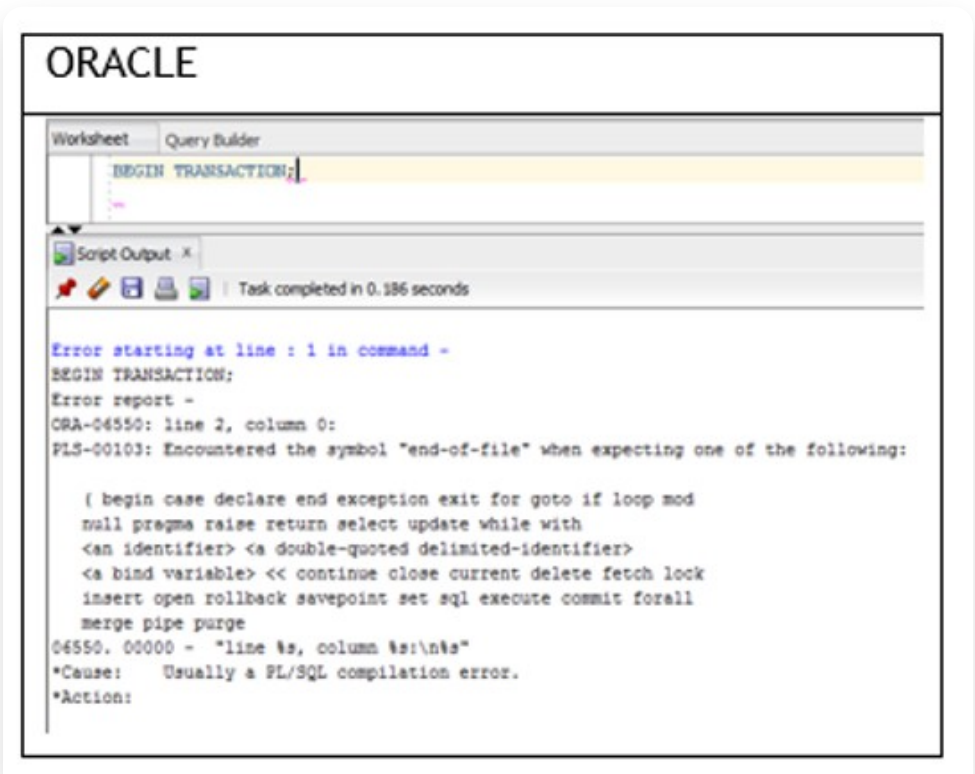 ORACLE
Worksheet Query Builder
BEGIN TRANSACTION;
Script Output x
Task completed in 0.186 seconds
Error starting at line : 1 in command -
BEGIN TRANSACTION;
Error report -
ORA-06550: line 2, column 0:
PLS-00103: Encountered the symbol "end-of-file" when expecting one of the following:
( begin case declare end exception exit for goto if loop mod
null pragma raise return select update while with
<an identifier> <a double-quoted delimited-identifier>
<a bind variable> << continue close current delete fetch lock
insert open rollback savepoint set sql execute commit forall
merge pipe purge
06550. 00000 - "line %s, column %s:\n%s"
*Cause: Usually a PL/SQL compilation error.
*Action: